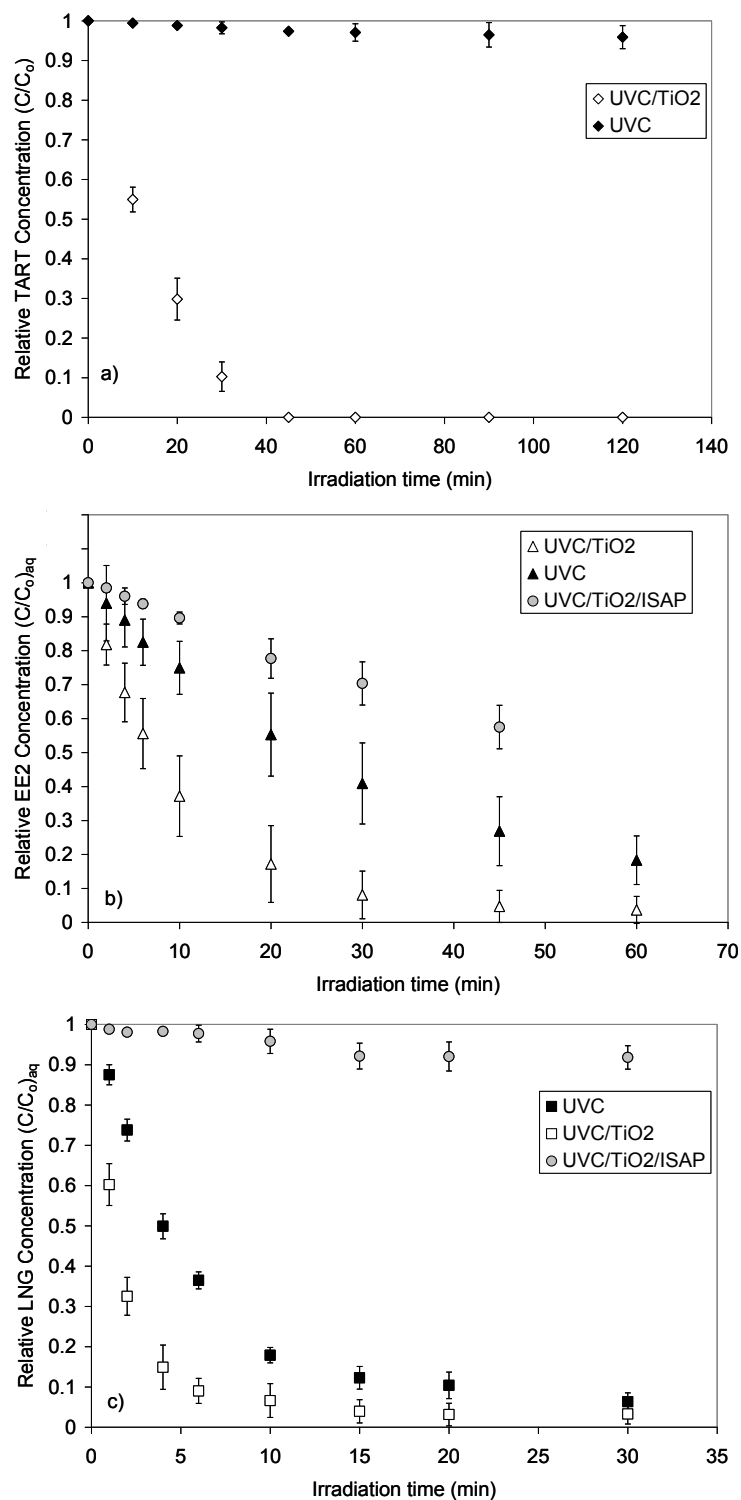 Relative TART Concentration (C/Co)
1
0.9
0.8
0.7
0.6
0.5
0.4
0.3
0.2
0.1
0
UVC/TiO2
UVC
a)
0 20 40 60 80 100 120 140
Irradiation time (min)
Relative EE2 Concentration (C/Co)aq
1
0.9
0.8
0.7
0.6
0.5
0.4
0.3
0.2
0.1
0
UVC/TiO2
UVC
UVC/TiO2/ISAP
b)
0 10 20 30 40 50 60 70
Irradiation time (min)
Relative LNG Concentration (C/Co)aq
1
0.9
0.8
0.7
0.6
0.5
0.4
0.3
0.2
0.1
0
UVC
UVC/TiO2
UVC/TiO2/ISAP
c)
0 5 10 15 20 25 30 35
Irradiation time (min)